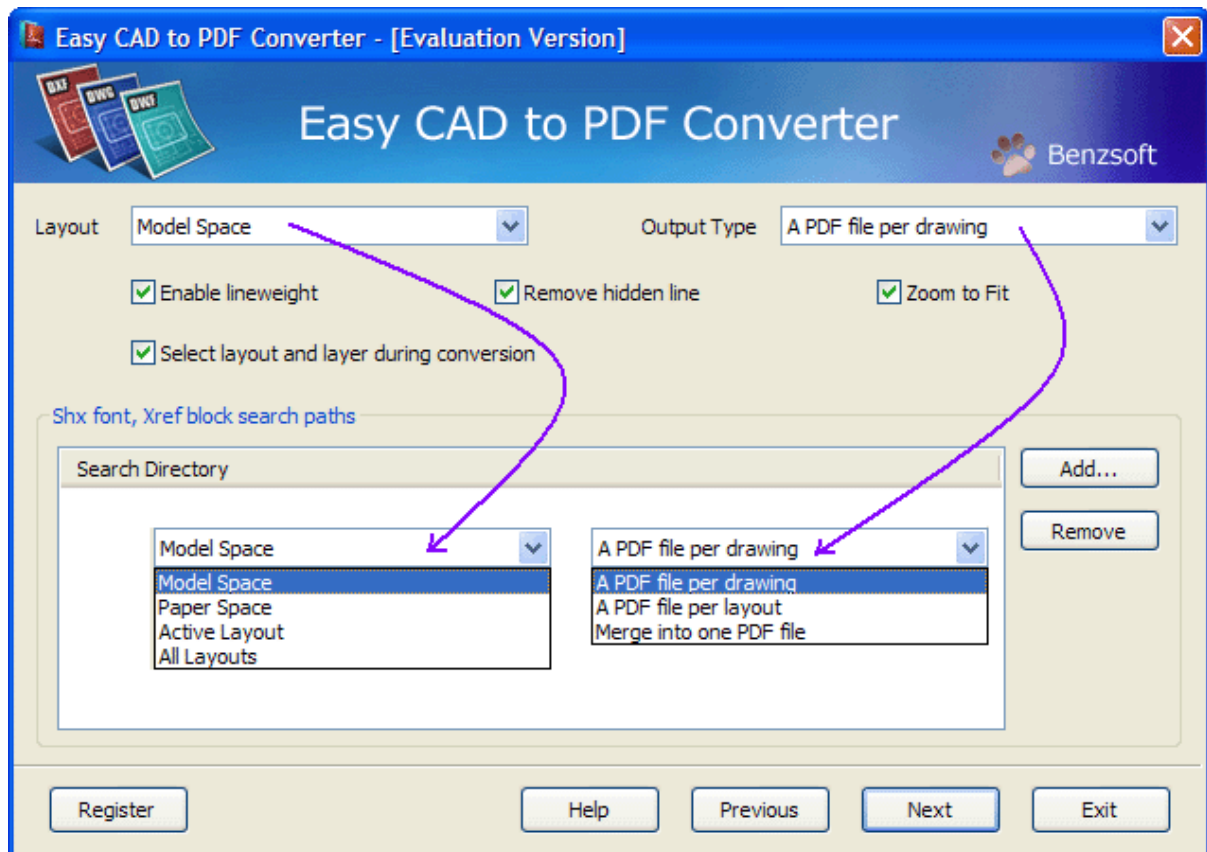 Easy CAD to PDF Converter - [Evaluation Version]
DXF DWG DWF
Easy CAD to PDF Converter
Benzsoft
Layout Model Space Output Type A PDF file per drawing
Enable lineweight Remove hidden line Zoom to Fit
Select layout and layer during conversion
Shx font, Xref block search paths
Search Directory Add...
Remove
Model Space A PDF file per drawing
Model Space A PDF file per drawing
Paper Space A PDF file per layout
Active Layout Merge into one PDF file
All Layouts
Register Help Previous Next Exit